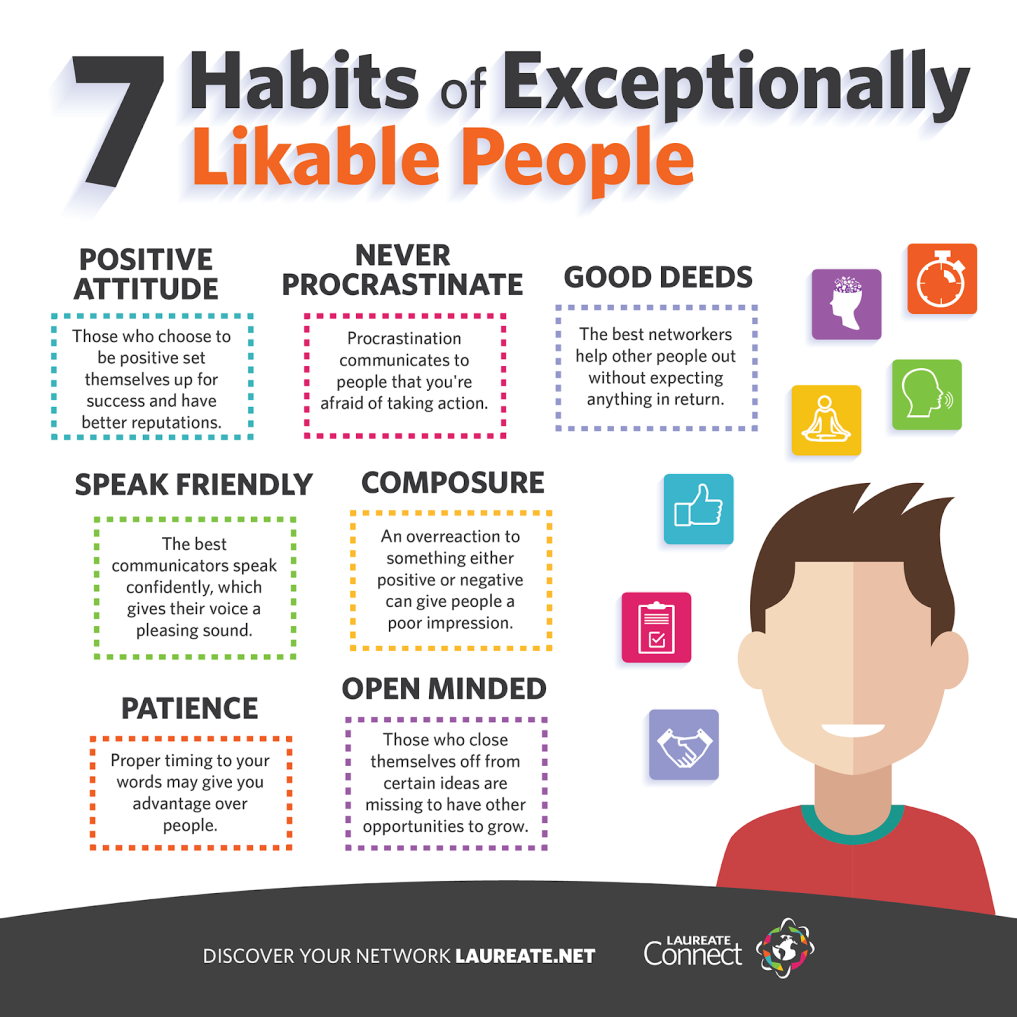 7 Habits of Exceptionally
Likable People
POSITIVE
ATTITUDE
Those who choose to
be positive set
themselves up for
success and have
better reputations.
NEVER
PROCRASTINATE
Procrastination
communicates to
people that you're
afraid of taking action.
GOOD DEEDS
The best networkers
help other people out
without expecting
anything in return.
SPEAK FRIENDLY
The best
communicators speak
confidently, which
gives their voice a
pleasing sound.
COMPOSURE
An overreaction to
something either
positive or negative
can give people a
poor impression.
PATIENCE
Proper timing to your
words may give you
advantage over
people.
OPEN MINDED
Those who close
themselves off from
certain ideas are
missing to have other
opportunities to grow.
DISCOVER YOUR NETWORK LAUREATE.NET
LAUREATE
Connect